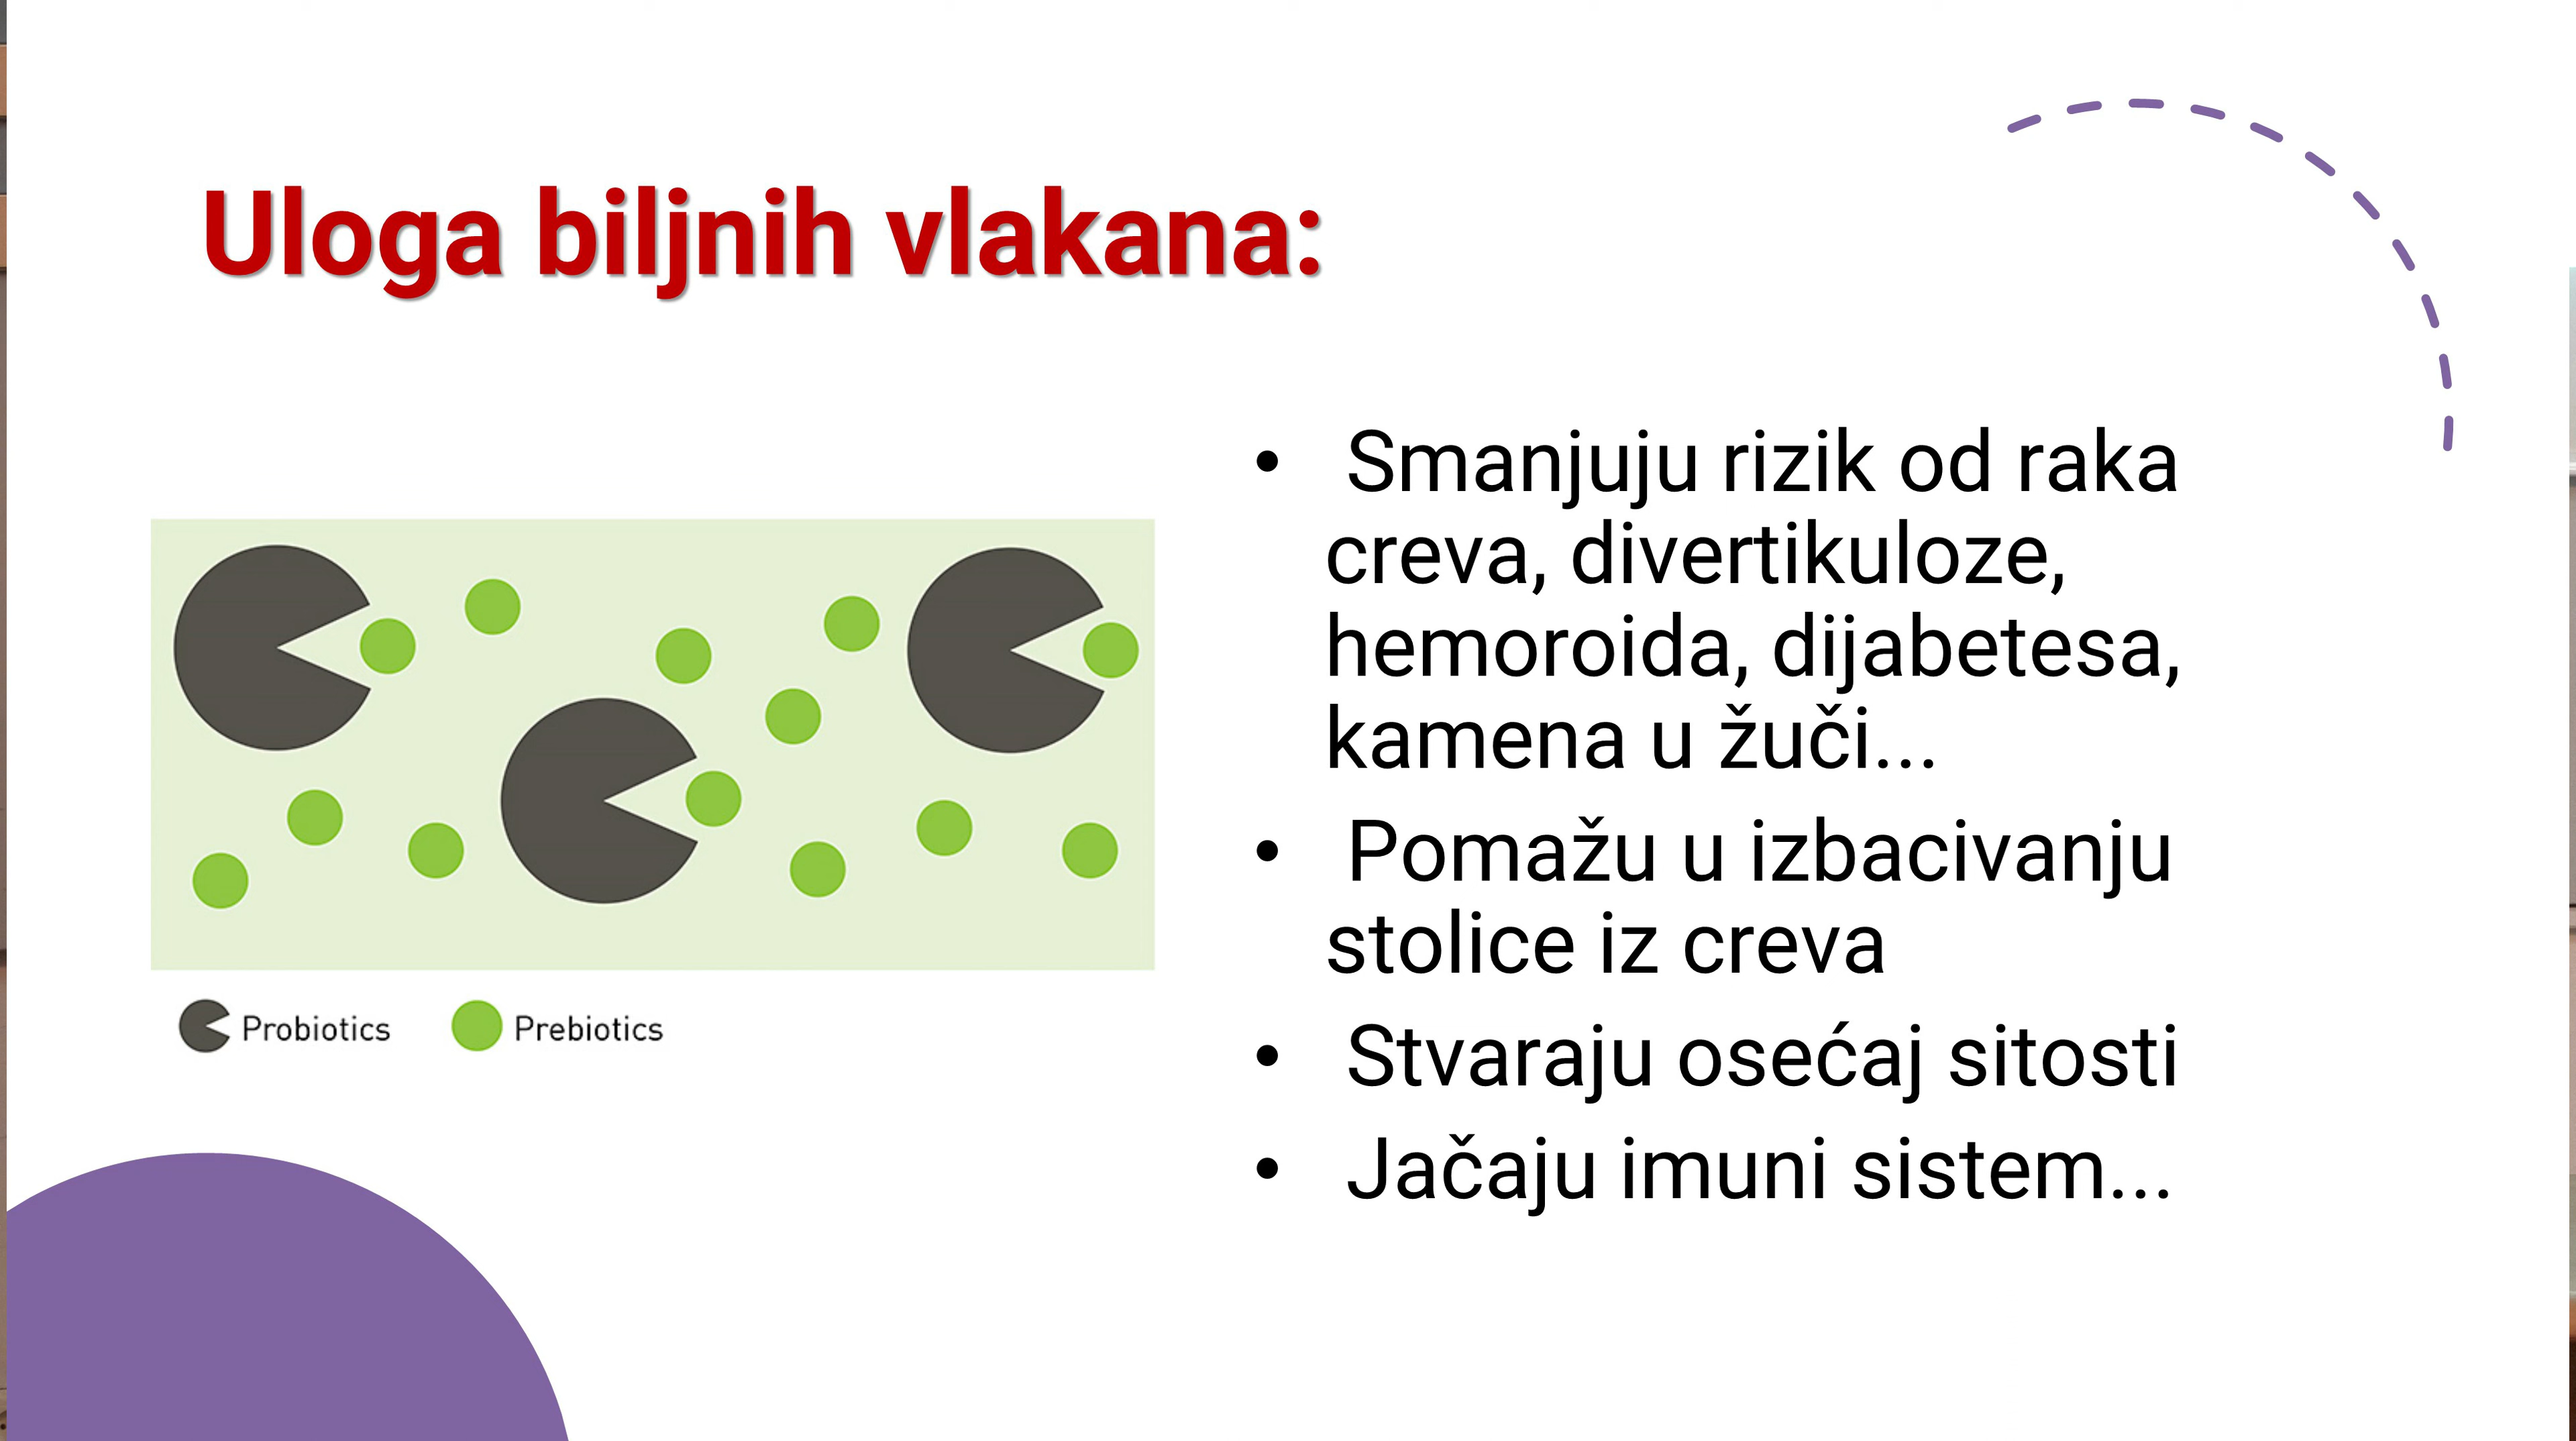 Uloga biljnih vlakana:
Probiotics
Prebiotics
• Smanjuju rizik od raka
creva, divertikuloze,
hemoroida, dijabetesa,
kamena u žuči...
• Pomažu u izbacivanju
stolice iz creva
• Stvaraju osećaj sitosti
• Jačaju imuni sistem...